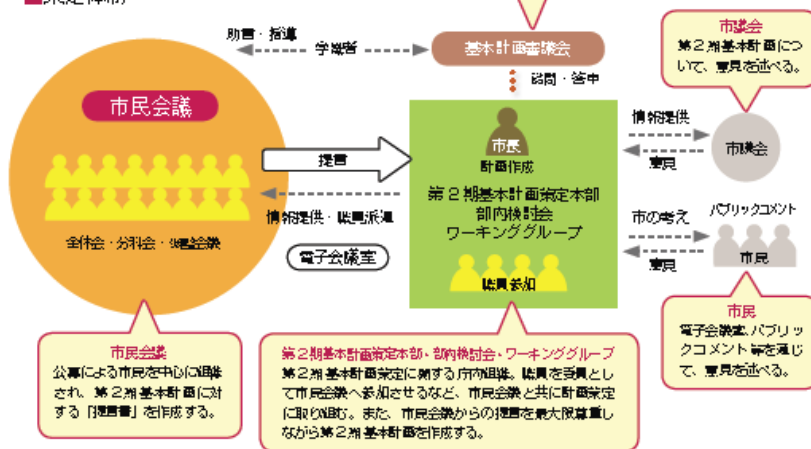 助言・指導
学識者
基本計画審議会
諮問・答申
市議会
第2期基本計画につ
いて、意見を述べる。
市民会議
市長
計画作成
第2期基本計画策定本部
部内検討会
ワーキンググループ
職員参加
提言
情報提供・職員派遣
電子会議室
全体会・分科会・
情報提供
意見
市議会
市の考え
パブリックコメント
意見
市民
市民会議
公募による市民を中心に組織
され、第2期基本計画に対
する「提言書」を作成する。
第2期基本計画策定本部・部内検討会・ワーキンググループ
第2期基本計画策定に関する庁内組織。職員を委員とし
て市民会議へ参加させるなど、市民会議と共に計画策定
に取り組む。また、市民会議からの提言を最大限尊重し
ながら第2期基本計画を作成する。
市民
電子会議室、パブリッ
クコメント等を通じ
て、意見を述べる。